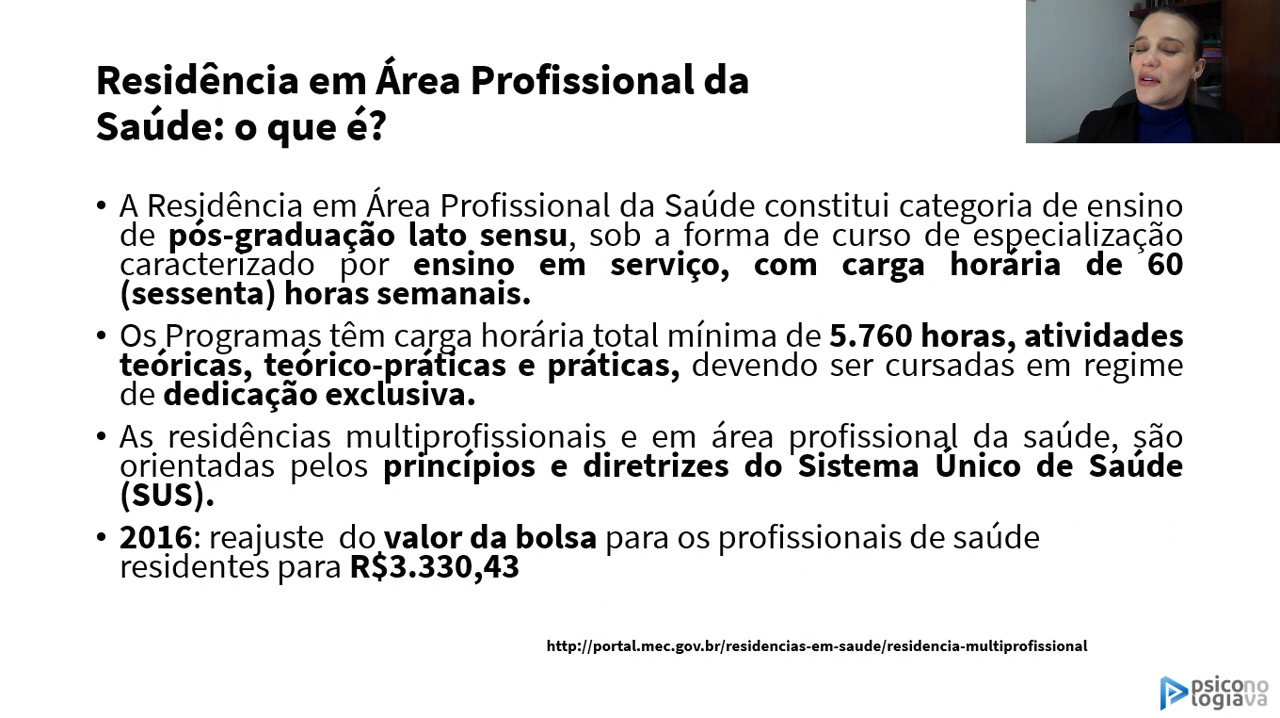 Residência em Área Profissional da
Saúde: o que é?
• A Residência em Área Profissional da Saúde constitui categoria de ensino
de pós-graduação lato sensu, sob a forma de curso de especialização
caracterizado por ensino em serviço, com carga horária de 60
(sessenta) horas semanais.
• Os Programas têm carga horária total mínima de 5.760 horas, atividades
teóricas, teórico-práticas e práticas, devendo ser cursadas em regime
de dedicação exclusiva.
• As residências multiprofissionais e em área profissional da saúde, são
orientadas pelos princípios e diretrizes do Sistema Único de Saúde
(SUS).
• 2016: reajuste do valor da bolsa para os profissionais de saúde
residentes para R$3.330,43
http://portal.mec.gov.br/residencias-em-saude/residencia-multiprofissional
psicono
logiava